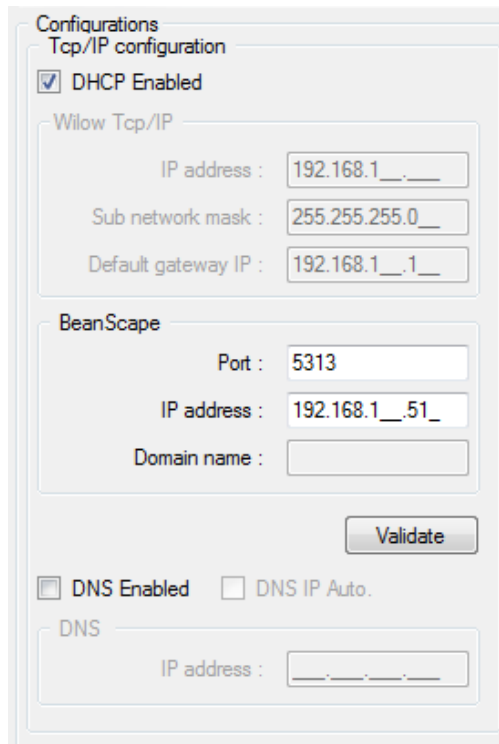 Configurations
Tcp/IP configuration
DHCP Enabled
Wilow Tcp/IP
IP address : 192.168.1__.___
Sub network mask : 255.255.255.0__
Default gateway IP : 192.168.1__.1__
BeanScape
Port : 5313
IP address : 192.168.1__.51_
Domain name :
Validate
DNS Enabled DNS IP Auto.
DNS
IP address : ___.___.___.___